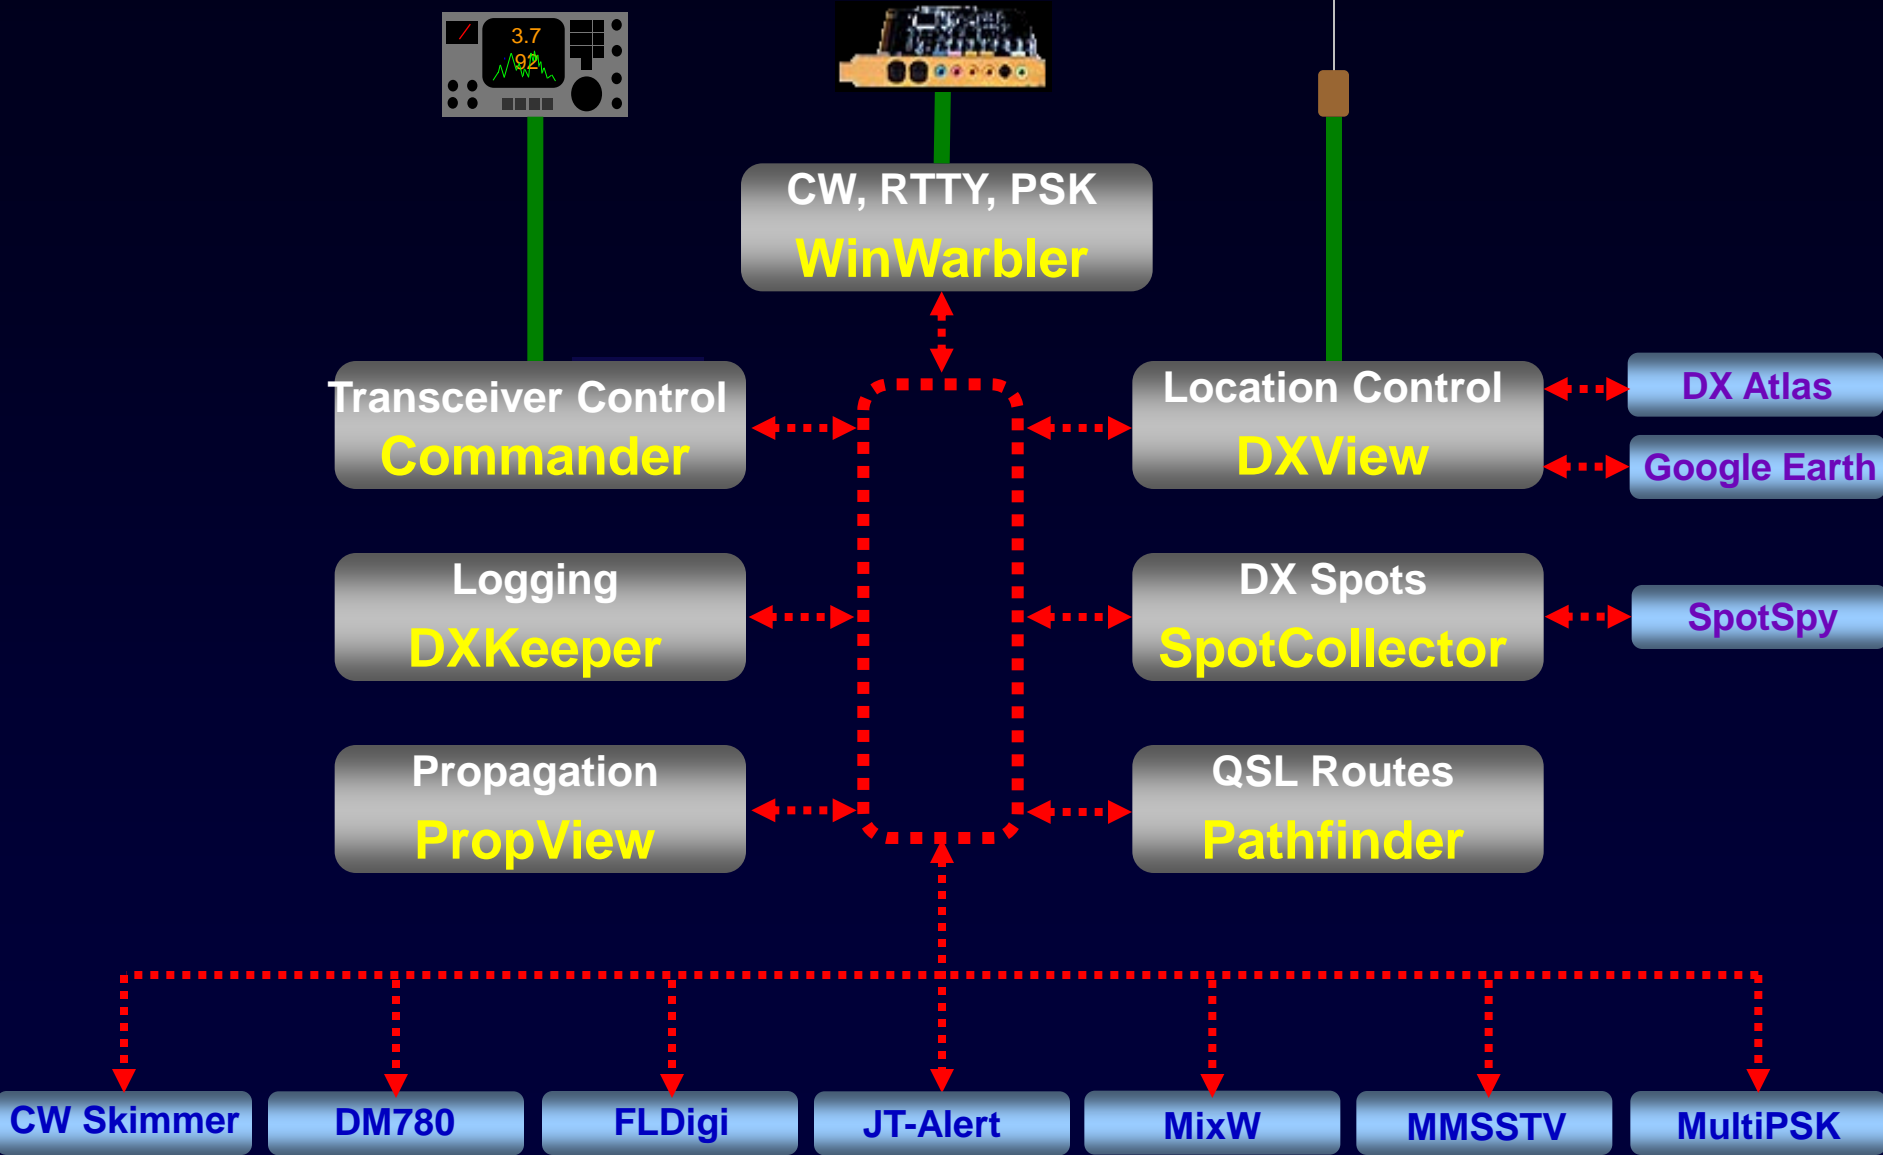 3.7
92
CW, RTTY, PSK
WinWarbler
Transceiver Control
Commander
Location Control
DXView
DX Atlas
Google Earth
Logging
DXKeeper
DX Spots
SpotCollector
SpotSpy
Propagation
PropView
QSL Routes
Pathfinder
CW Skimmer
DM780
FLDigi
JT-Alert
MixW
MMSSTV
MultiPSK